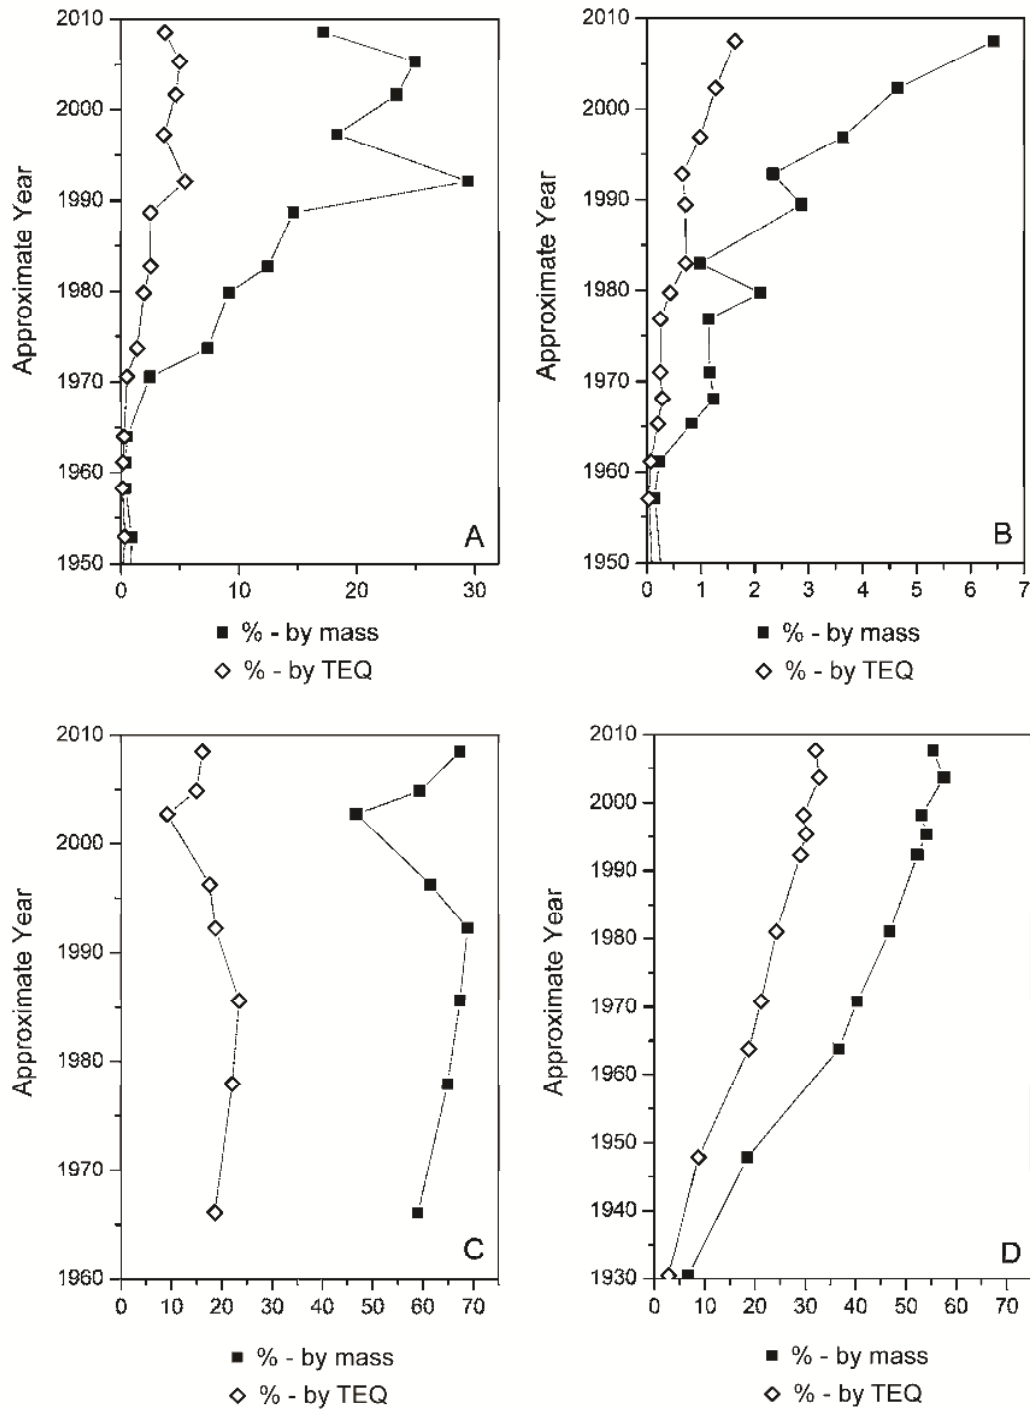 2010
2000
1990
1980
1970
1960
1950
Approximate Year
A
0 10 20 30
% - by mass
% - by TEQ
2010
2000
1990
1980
1970
1960
1950
Approximate Year
B
0 1 2 3 4 5 6 7
% - by mass
% - by TEQ
2010
2000
1990
1980
1970
1960
Approximate Year
C
0 10 20 30 40 50 60 70
% - by mass
% - by TEQ
2010
2000
1990
1980
1970
1960
1950
1940
1930
Approximate Year
D
0 10 20 30 40 50 60 70
% - by mass
% - by TEQ